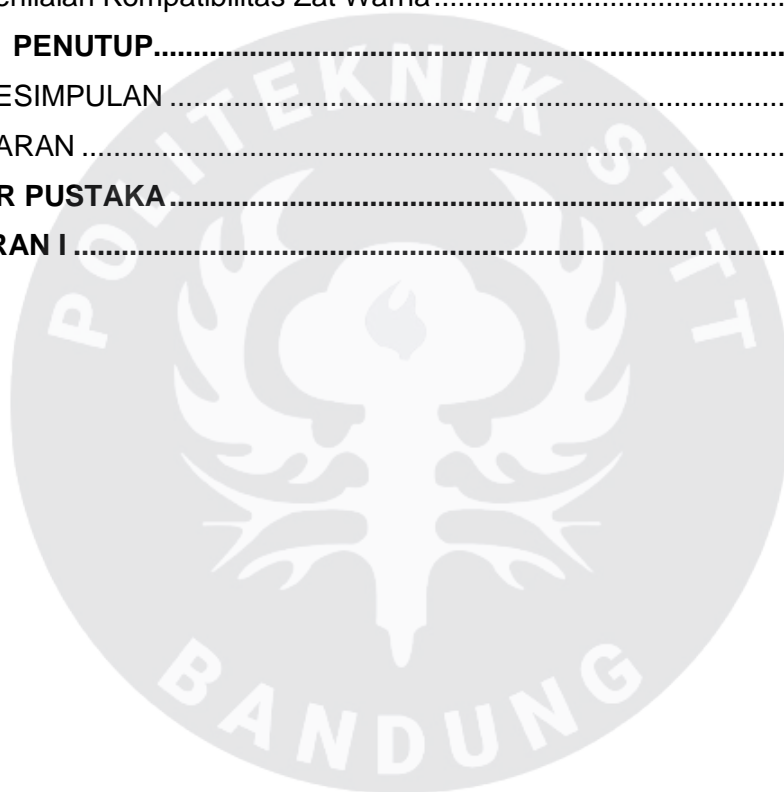 enilaian Kompatibilitas Zat Warna..............................................................
PENUTUP...............................................................................................
ESIMPULAN ............................................................................................
ARAN .......................................................................................................
R PUSTAKA.............................................................................................
RAN I ........................................................................................................
POLITEKNIK STTT
BANDUNG